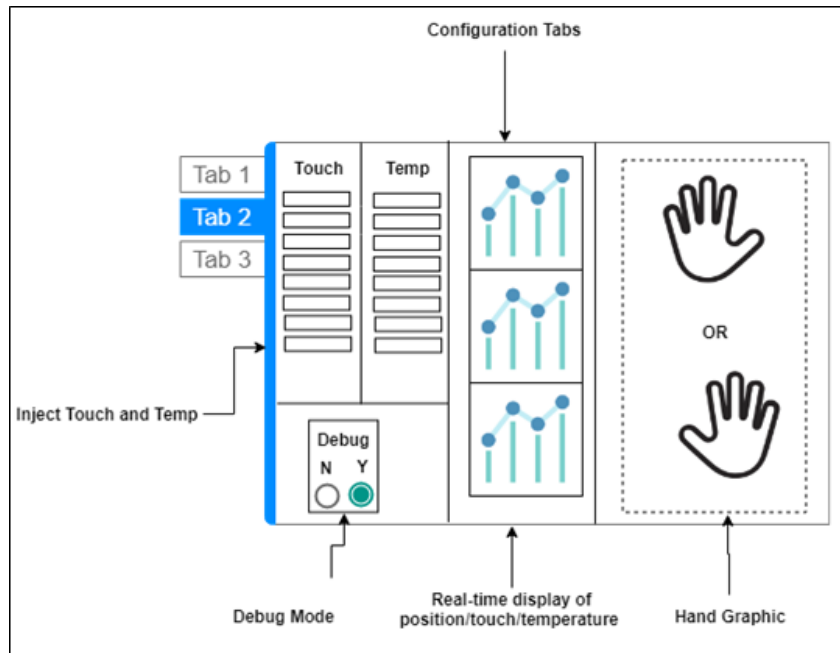 Configuration Tabs
Tab 1
Tab 2
Tab 3
Touch
Temp
OR
Inject Touch and Temp
Debug
N Y
Debug Mode
Real-time display of
position/touch/temperature
Hand Graphic